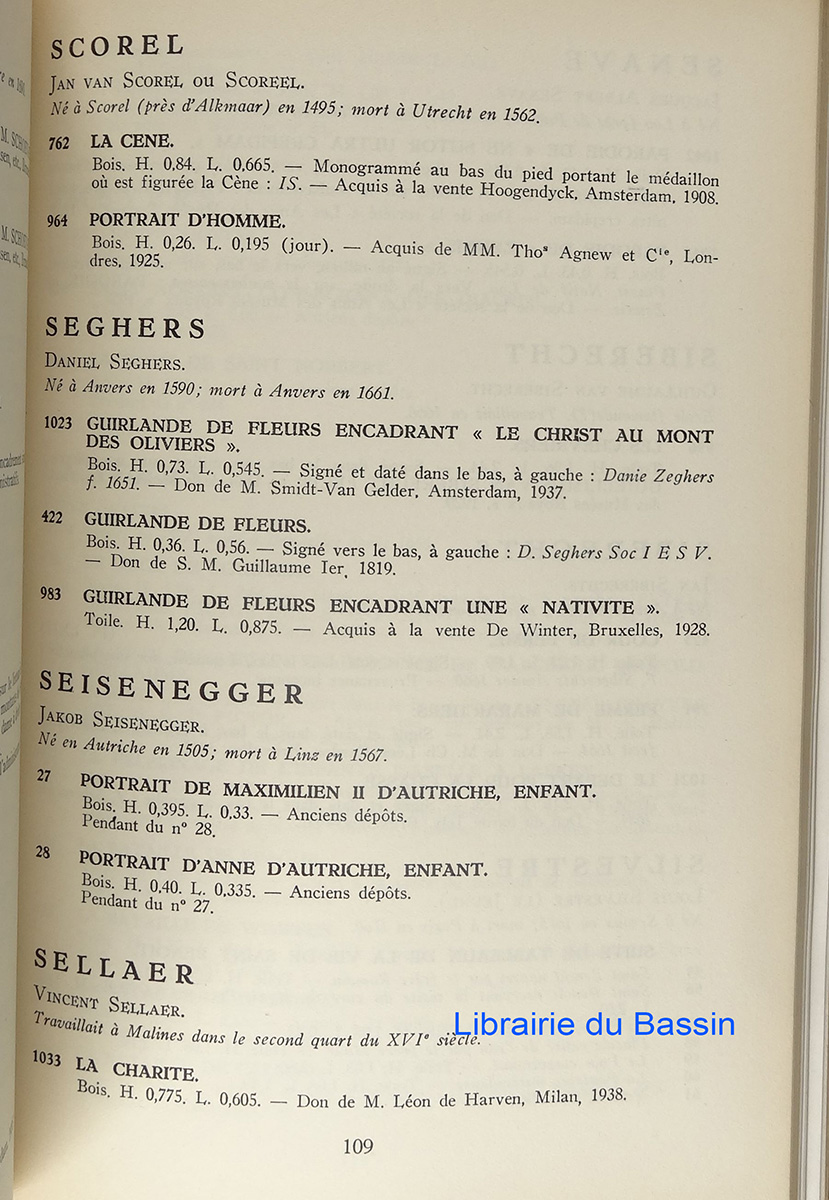 SCOREL
JAN VAN SCOREL OU SCOREEL.
Né à Scorel (près d'Alkmaar) en 1495; mort à Utrecht en 1562.
762 LA CENE.
Bois. H. 0,84. L. 0,665. — Monogrammé au bas du pied portant le médaillon
où est figurée la Cène : IS. — Acquis à la vente Hoogendyck, Amsterdam, 1908.
964 PORTRAIT D'HOMME.
Bois. H. 0,26. L. 0,195 (jour). — Acquis de MM. Thoˢ Agnew et Cⁱᵉ, Lon-
dres, 1925.
SEGHERS
DANIEL SEGHERS.
Né à Anvers en 1590; mort à Anvers en 1661.
1023 GUIRLANDE DE FLEURS ENCADRANT « LE CHRIST AU MONT
DES OLIVIERS ».
Bois. H. 0,73. L. 0,545. — Signé et daté dans le bas, à gauche : Danie Zeghers
f. 1651. — Don de M. Smidt-Van Gelder, Amsterdam, 1937.
422 GUIRLANDE DE FLEURS.
Bois. H. 0,36. L. 0,56. — Signé vers le bas, à gauche : D. Seghers Soc I E S V.
— Don de S. M. Guillaume Ier, 1819.
983 GUIRLANDE DE FLEURS ENCADRANT UNE « NATIVITE ».
Toile. H. 1,20. L. 0,875. — Acquis à la vente De Winter, Bruxelles, 1928.
SEISENEGGER
JAKOB SEISENEGGER.
Né en Autriche en 1505; mort à Linz en 1567.
27 PORTRAIT DE MAXIMILIEN II D'AUTRICHE, ENFANT.
Bois. H. 0,395. L. 0,33. — Anciens dépôts.
Pendant du n° 28.
28 PORTRAIT D'ANNE D'AUTRICHE, ENFANT.
Bois. H. 0,40. L. 0,335. — Anciens dépôts.
Pendant du n° 27.
SELLAER
VINCENT SELLAER.
Travaillait à Malines dans le second quart du XVIᵉ siècle.
Librairie du Bassin
1033 LA CHARITE.
Bois. H. 0,775. L. 0,605. — Don de M. Léon de Harven, Milan, 1938.
109